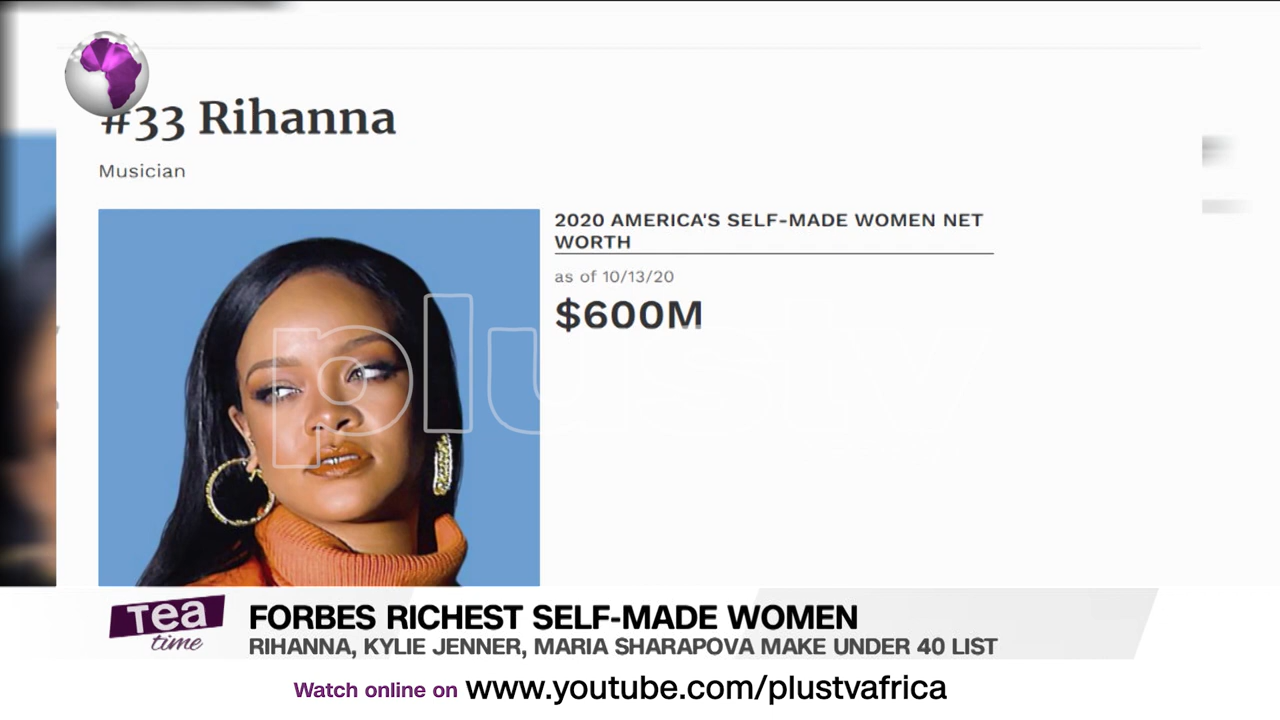 #33 Rihanna
Musician
2020 AMERICA'S SELF-MADE WOMEN NET
WORTH
as of 10/13/20
$600M
plustv
Tea
time
FORBES RICHEST SELF-MADE WOMEN
RIHANNA, KYLIE JENNER, MARIA SHARAPOVA MAKE UNDER 40 LIST
Watch online on www.youtube.com/plustvafrica